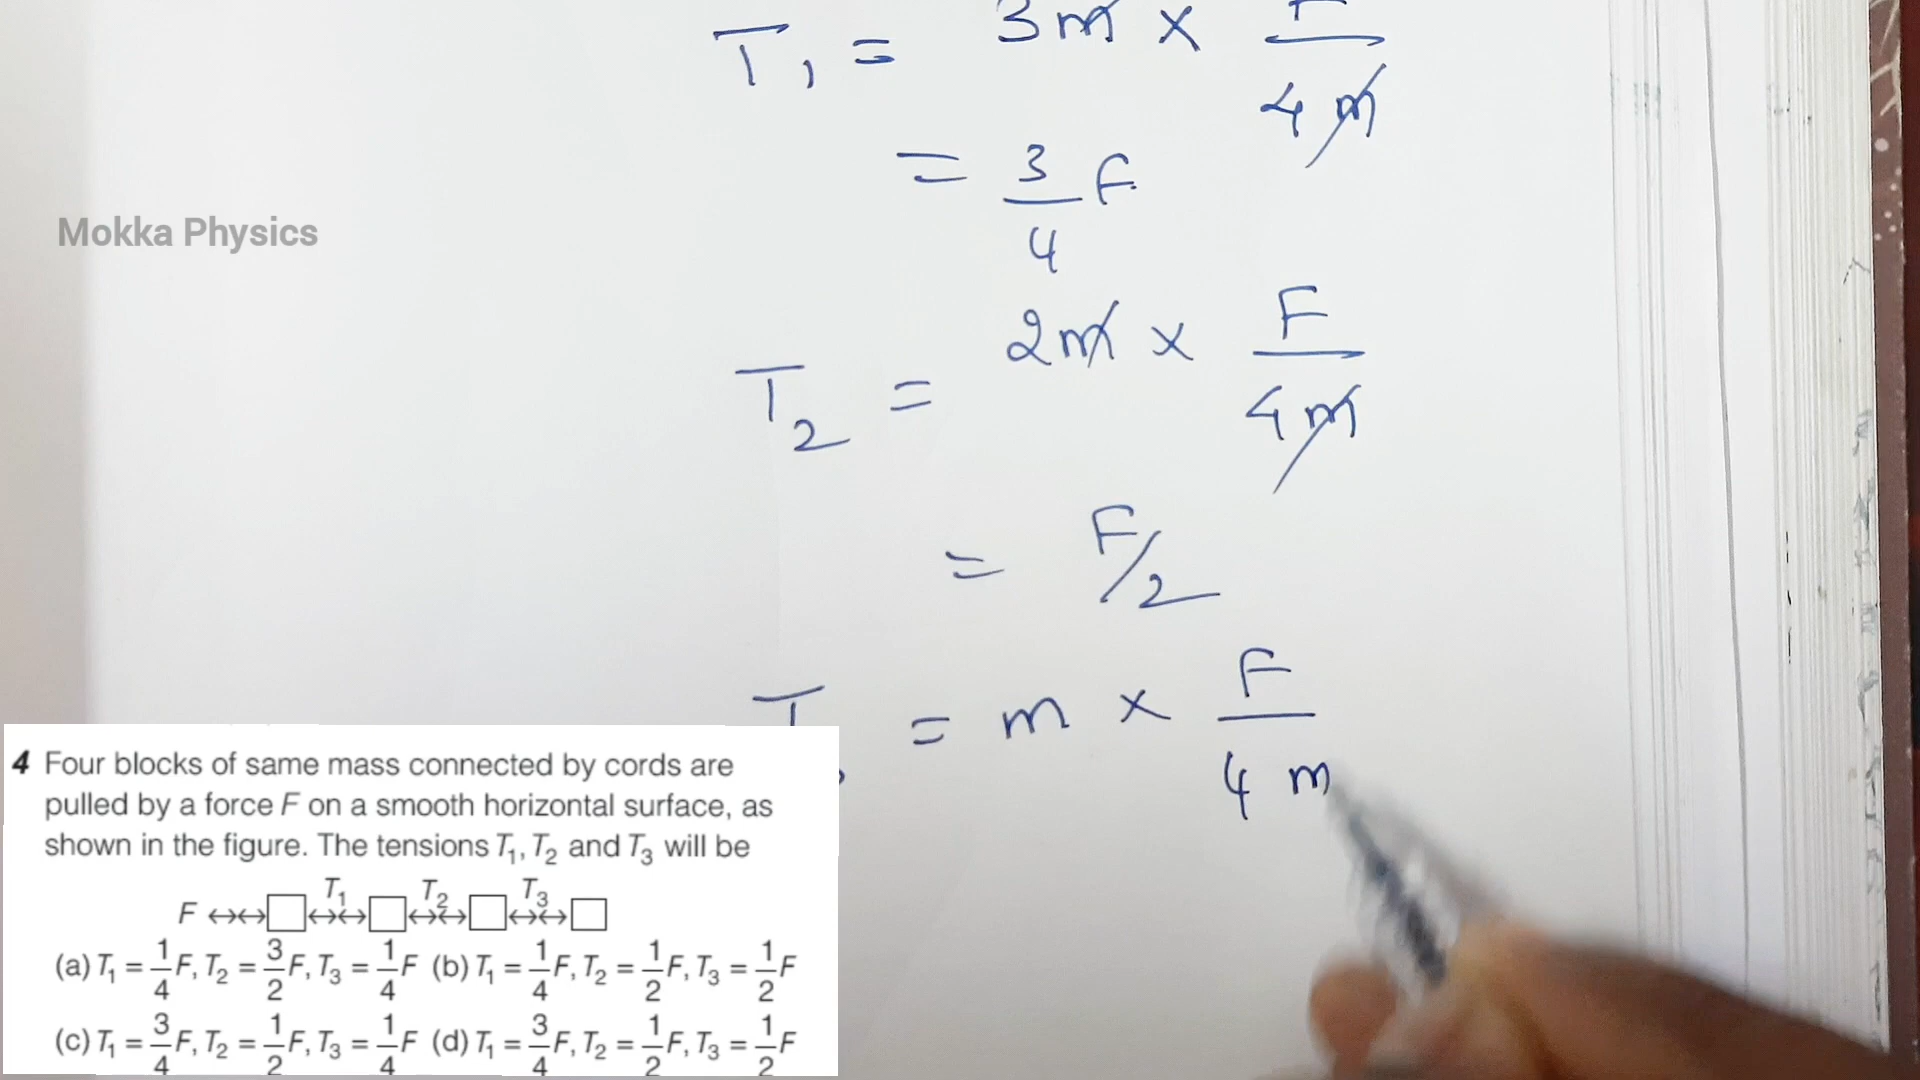 T₁ = 3m × F/4m
= 3/4 F
Mokka Physics
T₂ = 2m × F/4m
= F/2
= m × F/4m
4 Four blocks of same mass connected by cords are
pulled by a force F on a smooth horizontal surface, as
shown in the figure. The tensions T₁, T₂ and T₃ will be
F T₁ T₂ T₃
(a) T₁ = 1/4 F, T₂ = 3/2 F, T₃ = 1/4 F (b) T₁ = 1/4 F, T₂ = 1/2 F, T₃ = 1/2 F
(c) T₁ = 3/4 F, T₂ = 1/2 F, T₃ = 1/4 F (d) T₁ = 3/4 F, T₂ = 1/2 F, T₃ = 1/2 F